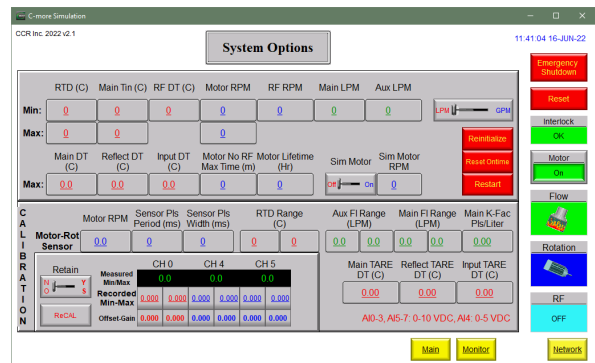 C-more Simulation
CCR Inc. 2022 v2.1
System Options
11:41:04 16-JUN-22
Emergency
Shutdown
RTD (C) Main Tin (C) RF DT (C) Motor RPM RF RPM Main LPM Aux LPM
Min: 0 0 0 0 0 0 0 LPM GPM
Reset
Max: 0 0 0
Interlock
OK
Reinitialize
Main DT (C) Reflect DT (C) Input DT (C) Motor No RF Max Time (m) Motor Lifetime (Hr) Sim Motor Sim Motor RPM
Reset Ontime
Motor
On
Max: 0.0 0.0 0.0 0 0 Off On 0
Restart
Flow
CALIBRATION
Motor RPM Sensor Pls Period (ms) Sensor Pls Width (ms) RTD Range (C) Aux Fl Range (LPM) Main Fl Range (LPM) Main K-Fac Pls/Liter
Motor-Rot Sensor 0.0 0 0 0 0 0.0 0.0 0.0 0.0 0.00
Rotation
Retain
CH 0 CH 4 CH 5
Main TARE DT (C) Reflect TARE DT (C) Input TARE DT (C)
NO YS
Measured Min/Max 0.0 0.0 0.0
0.00 0.00 0.00
Recorded Min-Max 0.000 0.000 0.000 0.000 0.000 0.000
RF
OFF
ReCAL
Offset-Gain 0.000 0.000 0.000 0.000 0.000 0.000
AI0-3, AI5-7: 0-10 VDC, AI4: 0-5 VDC
Main Monitor Network